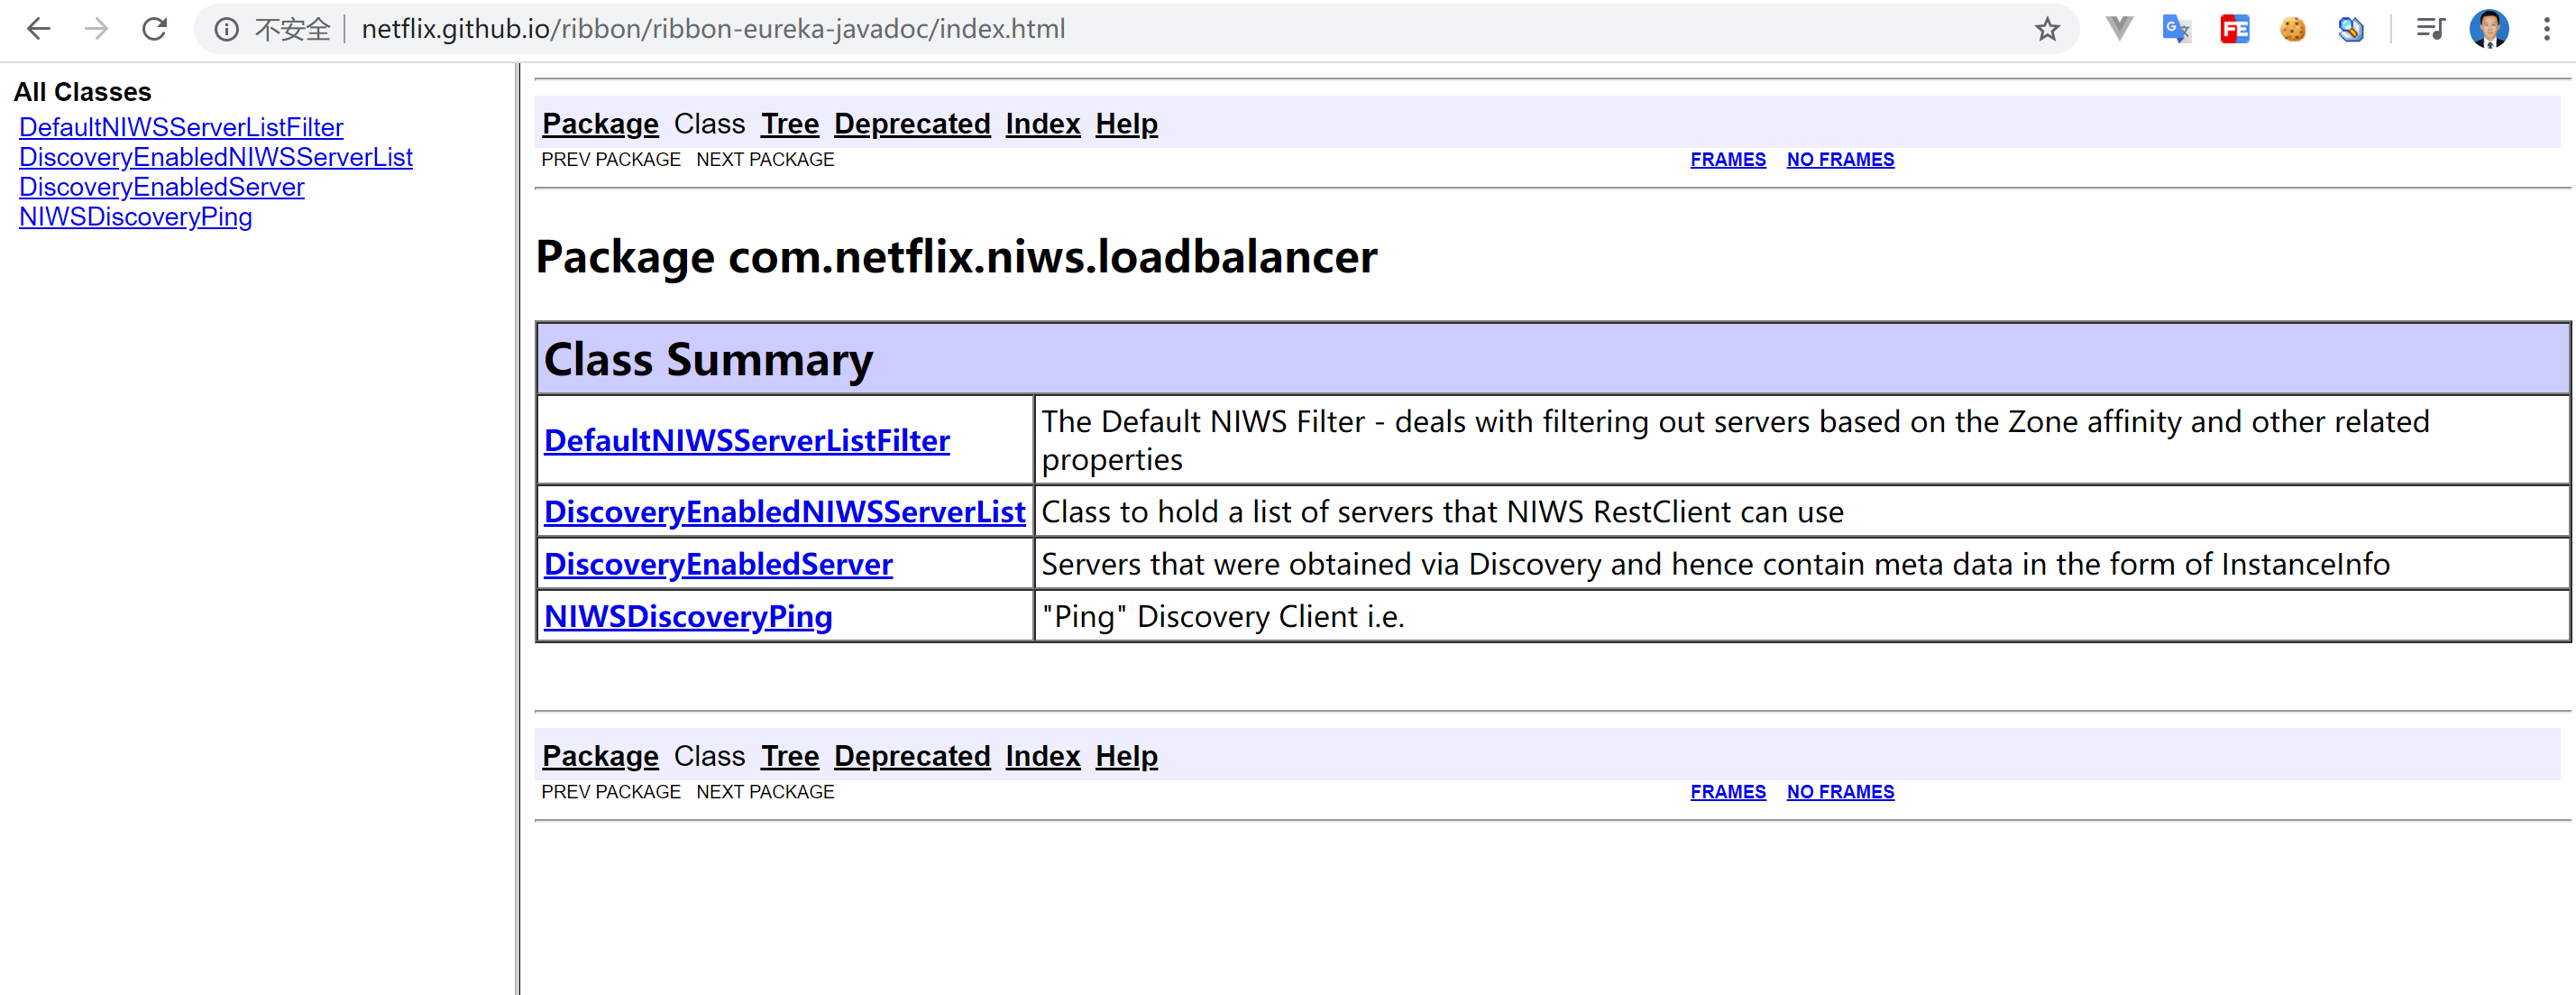 不安全 netflix.github.io/ribbon/ribbon-eureka-javadoc/index.html
All Classes
DefaultNIWSServerListFilter
DiscoveryEnabledNIWSServerList
DiscoveryEnabledServer
NIWSDiscoveryPing
Package Class Tree Deprecated Index Help
PREV PACKAGE NEXT PACKAGE FRAMES NO FRAMES
Package com.netflix.niws.loadbalancer
Class Summary
DefaultNIWSServerListFilter The Default NIWS Filter - deals with filtering out servers based on the Zone affinity and other related
properties
DiscoveryEnabledNIWSServerList Class to hold a list of servers that NIWS RestClient can use
DiscoveryEnabledServer Servers that were obtained via Discovery and hence contain meta data in the form of InstanceInfo
NIWSDiscoveryPing "Ping" Discovery Client i.e.
Package Class Tree Deprecated Index Help
PREV PACKAGE NEXT PACKAGE FRAMES NO FRAMES